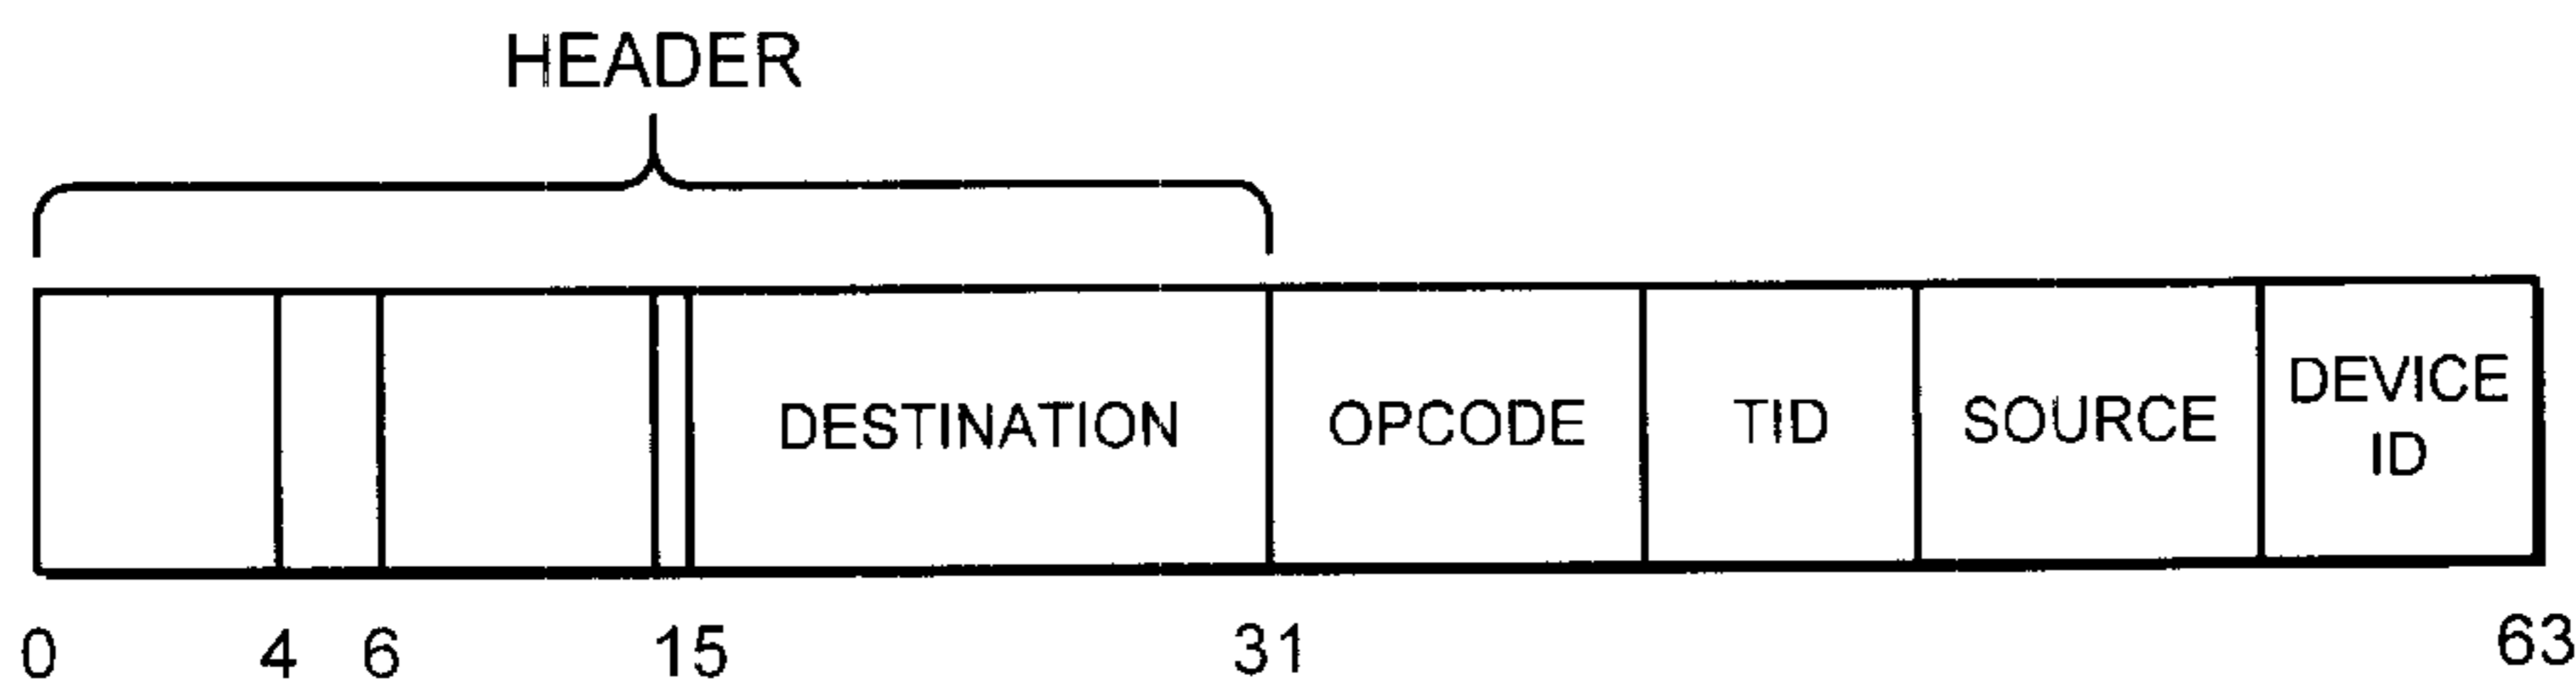 HEADER
DESTINATION
OPCODE
TID
SOURCE
DEVICE
ID
0 4 6 15 31 63